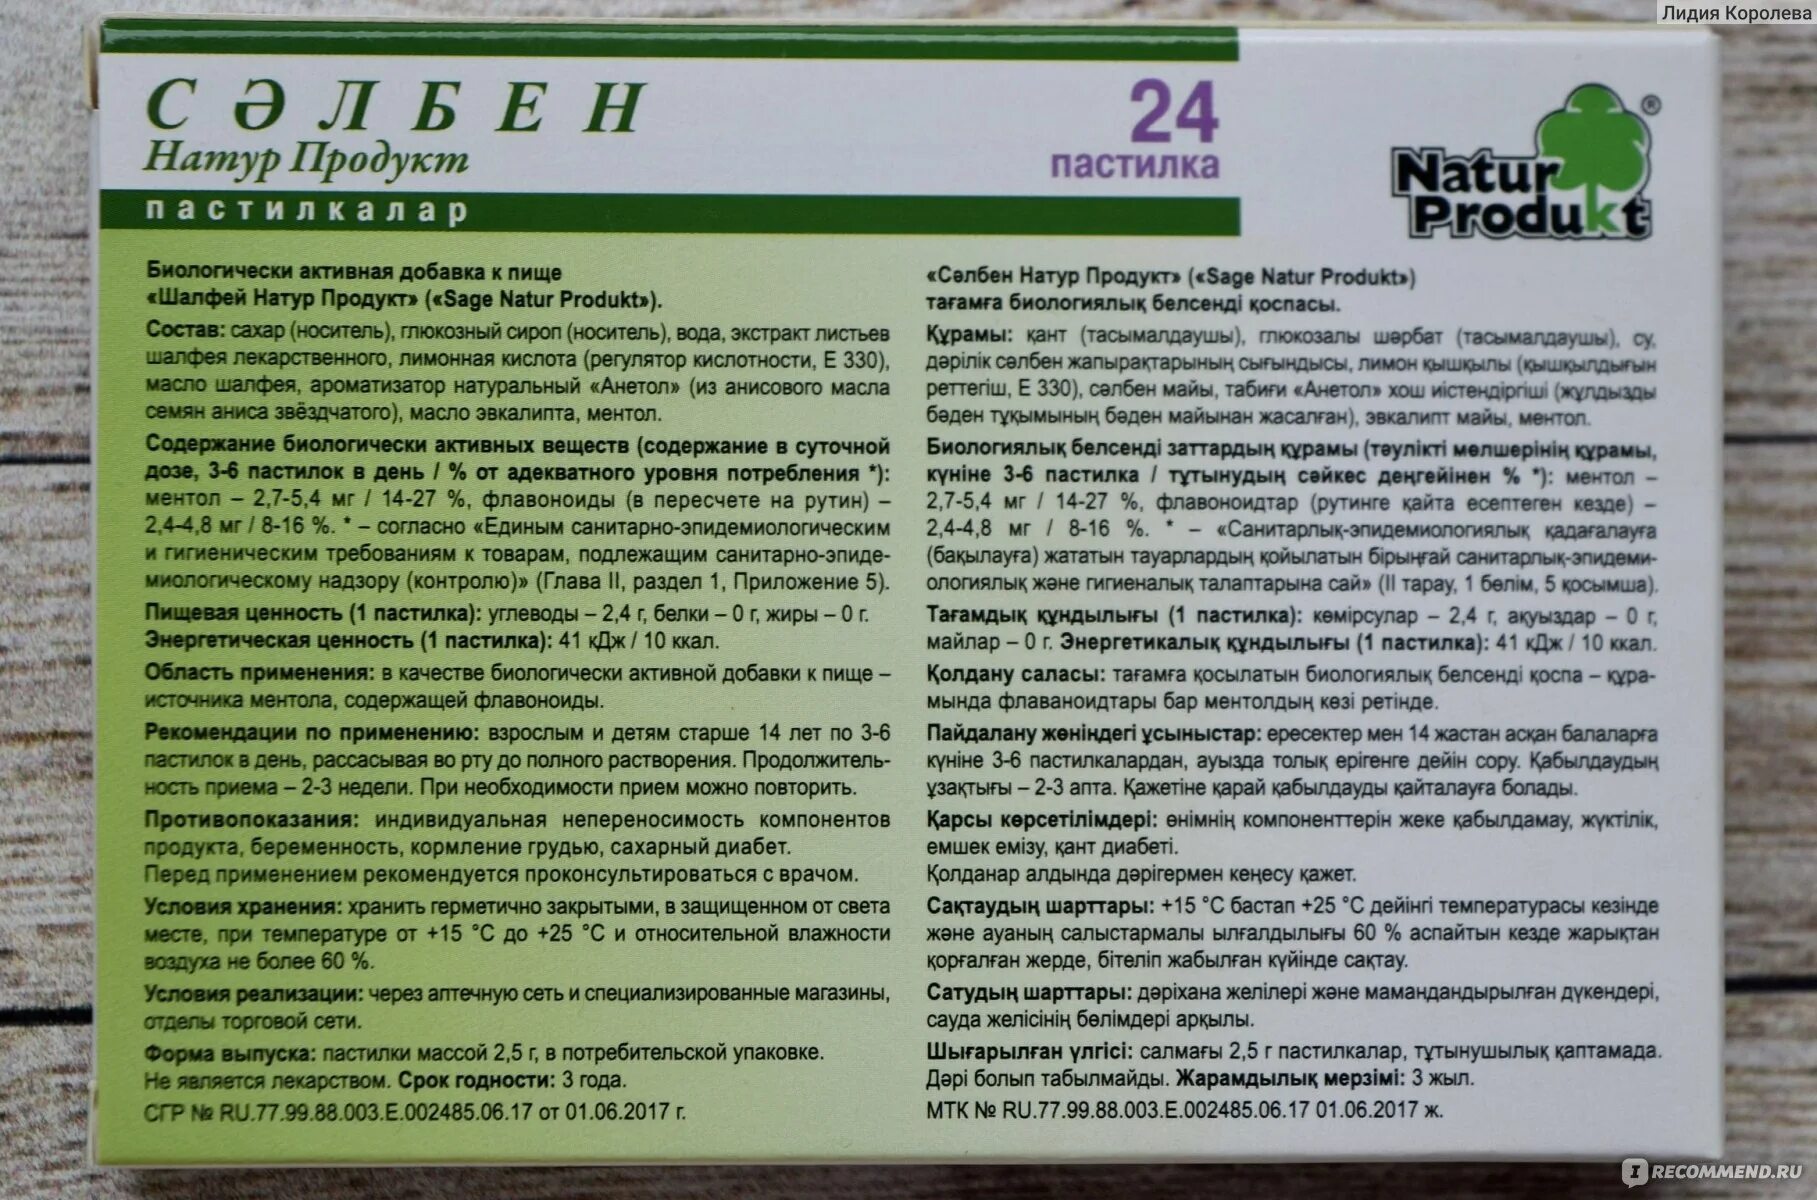 Лидия Королева
СӘЛБЕН
Натур Продукт
пастилкалар
24
пастилка
Natur
Produkt
®
Биологически активная добавка к пище
«Шалфей Натур Продукт» («Sage Natur Produkt»).
Состав: сахар (носитель), глюкозный сироп (носитель), вода, экстракт листьев
шалфея лекарственного, лимонная кислота (регулятор кислотности, Е 330),
масло шалфея, ароматизатор натуральный «Анетол» (из анисового масла
семян аниса звёздчатого), масло эвкалипта, ментол.
Содержание биологически активных веществ (содержание в суточной
дозе, 3-6 пастилок в день / % от адекватного уровня потребления *):
ментол – 2,7-5,4 мг / 14-27 %, флавоноиды (в пересчете на рутин) –
2,4-4,8 мг / 8-16 %. * – согласно «Единым санитарно-эпидемиологическим
и гигиеническим требованиям к товарам, подлежащим санитарно-эпиде-
миологическому надзору (контролю)» (Глава II, раздел 1, Приложение 5).
Пищевая ценность (1 пастилка): углеводы – 2,4 г, белки – 0 г, жиры – 0 г.
Энергетическая ценность (1 пастилка): 41 кДж / 10 ккал.
Область применения: в качестве биологически активной добавки к пище –
источника ментола, содержащей флавоноиды.
Рекомендации по применению: взрослым и детям старше 14 лет по 3-6
пастилок в день, рассасывая во рту до полного растворения. Продолжитель-
ность приема – 2-3 недели. При необходимости прием можно повторить.
Противопоказания: индивидуальная непереносимость компонентов
продукта, беременность, кормление грудью, сахарный диабет.
Перед применением рекомендуется проконсультироваться с врачом.
Условия хранения: хранить герметично закрытыми, в защищенном от света
месте, при температуре от +15 °С до +25 °С и относительной влажности
воздуха не более 60 %.
Условия реализации: через аптечную сеть и специализированные магазины,
отделы торговой сети.
Форма выпуска: пастилки массой 2,5 г, в потребительской упаковке.
Не является лекарством. Срок годности: 3 года.
СГР № RU.77.99.88.003.Е.002485.06.17 от 01.06.2017 г.
«Сәлбен Натур Продукт» («Sage Natur Produkt»)
тағамға биологиялық белсенді қоспасы.
Құрамы: қант (тасымалдаушы), глюкозалы шәрбат (тасымалдаушы), су,
дәрілік сәлбен жапырақтарының сығындысы, лимон қышқылы (қышқылдығын
реттегіш, Е 330), сәлбен майы, табиғи «Анетол» хош иістендіргіші (жұлдызды
бәден тұқымының бәден майынан жасалған), эвкалипт майы, ментол.
Биологиялық белсенді заттардың құрамы (тәулікті мөлшерінің құрамы,
күніне 3-6 пастилка / тұтынудың сәйкес деңгейінен % *): ментол –
2,7-5,4 мг / 14-27 %, флавоноидтар (рутинге қайта есептеген кезде) –
2,4-4,8 мг / 8-16 %. * – «Санитарлық-эпидемиологиялық қадағалауға
(бақылауға) жататын тауарлардың қойылатын бірыңғай санитарлық-эпидеми-
ологиялық және гигиеналық талаптарына сай» (II тарау, 1 бөлім, 5 қосымша).
Тағамдық құндылығы (1 пастилка): көмірсулар – 2,4 г, ақуыздар – 0 г,
майлар – 0 г. Энергетикалық құндылығы (1 пастилка): 41 кДж / 10 ккал.
Қолдану саласы: тағамға қосылатын биологиялық белсенді қоспа – құра-
мында флаваноидтары бар ментолдың көзі ретінде.
Пайдалану жөніндегі ұсыныстар: ересектер мен 14 жастан асқан балаларға
күніне 3-6 пастилкалардан, ауызда толық ерігенге дейін сору. Қабылдаудың
ұзақтығы – 2-3 апта. Қажетіне қарай қабылдауды қайталауға болады.
Қарсы көрсетілімдері: өнімнің компоненттерін жеке қабылдамау, жүктілік,
емшек емізу, қант диабеті.
Қолданар алдында дәрігермен кеңесу қажет.
Сақтаудың шарттары: +15 °С бастап +25 °С дейінгі температурасы кезінде
және ауаның салыстармалы ылғалдылығы 60 % аспайтын кезде жарықтан
қорғалған жерде, бітеліп жабылған күйінде сақтау.
Сатудың шарттары: дәріхана желілері және мамандандырылған дүкендері,
сауда желісінің бөлімдері арқылы.
Шығарылған үлгісі: салмағы 2,5 г пастилкалар, тұтынушылық қаптамада.
Дәрі болып табылмайды. Жарамдылық мерзімі: 3 жыл.
МТК № RU.77.99.88.003.Е.002485.06.17 01.06.2017 ж.
RECOMMEND.RU